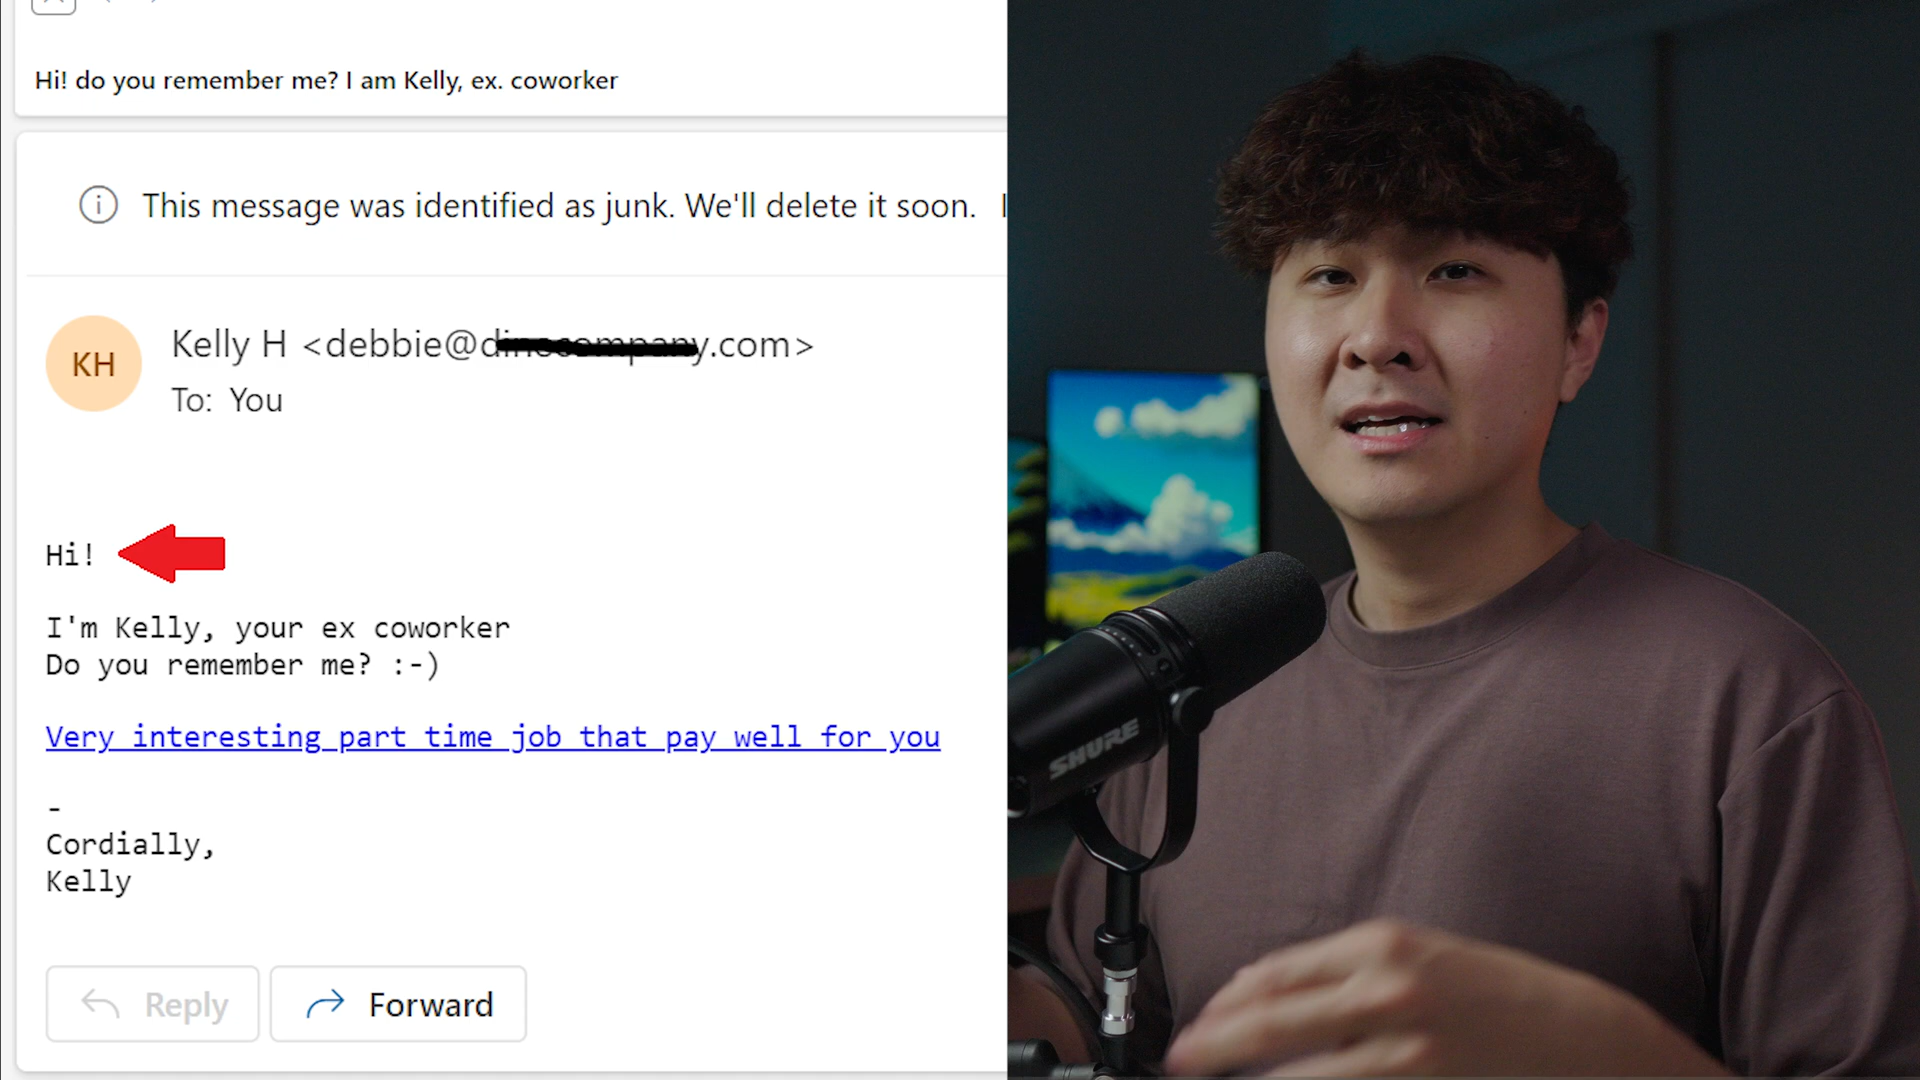 Hi! do you remember me? I am Kelly, ex. coworker
This message was identified as junk. We'll delete it soon.
KH
Kelly H <debbie@dinocompany.com>
To: You
Hi!
I'm Kelly, your ex coworker
Do you remember me? :-)
Very interesting part time job that pay well for you
-
Cordially,
Kelly
Reply
Forward
SHURE